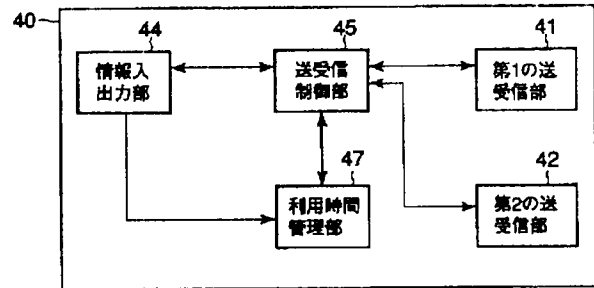 40
44
情報入
出力部
45
送受信
制御部
41
第1の送
受信部
47
利用時間
管理部
42
第2の送
受信部